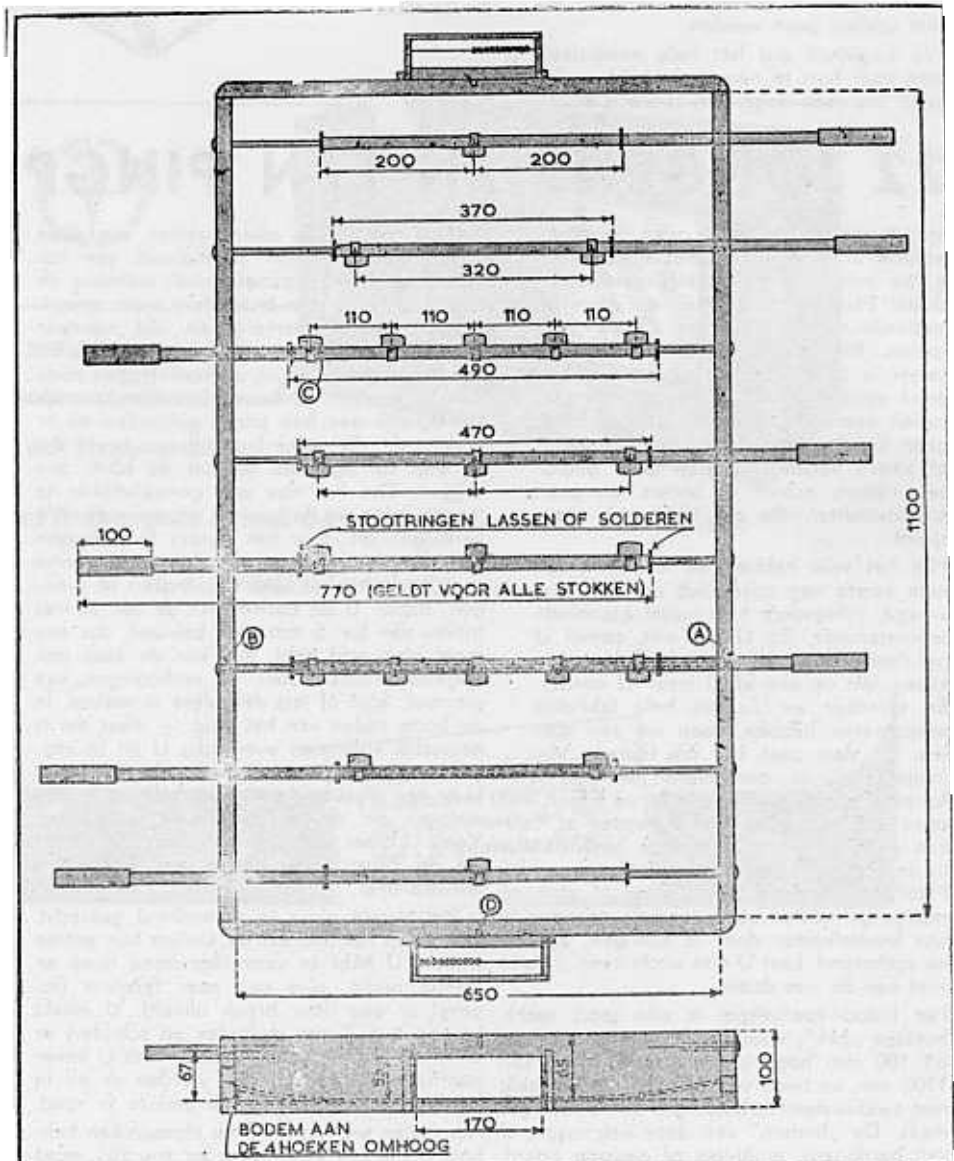 200 200
370
320
110 110 110 110
490
C
470
STOOTRINGEN LASSEN OF SOLDEREN
100
770 (GELDT VOOR ALLE STOKKEN)
B
A
1100
D
650
67
65
100
170
BODEM AAN
DE 4 HOEKEN OMHOOG